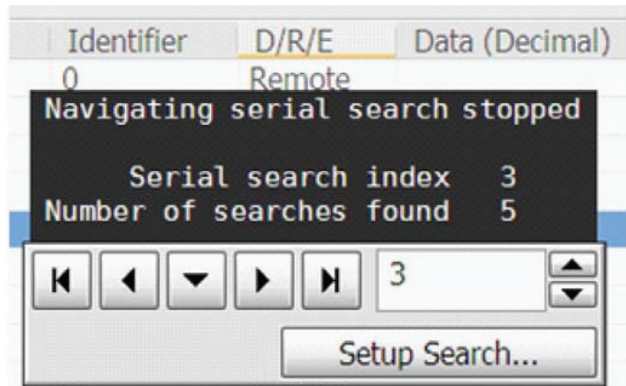 Identifier D/R/E Data (Decimal)
0 Remote
Navigating serial search stopped
Serial search index 3
Number of searches found 5
3
Setup Search...